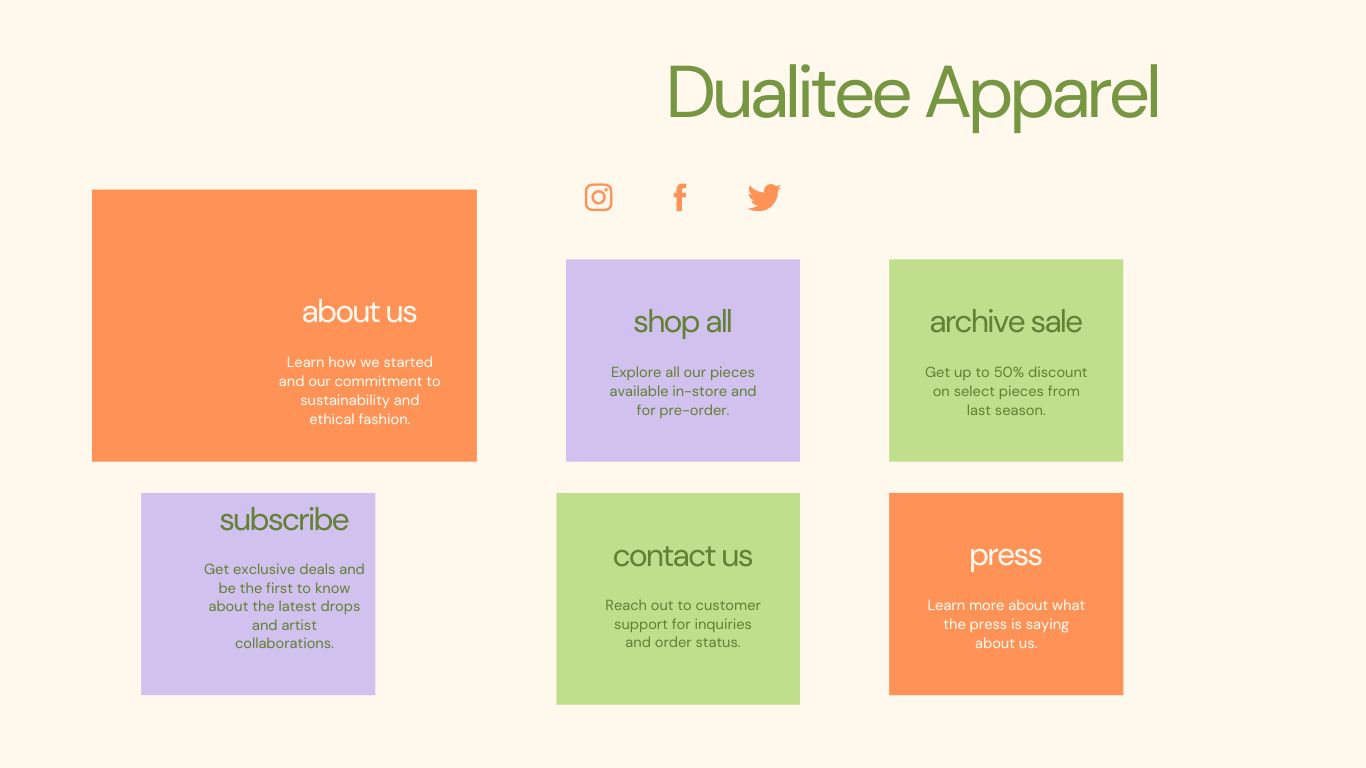 Dualitee Apparel
about us
Learn how we started
and our commitment to
sustainability and
ethical fashion.
shop all
Explore all our pieces
available in-store and
for pre-order.
archive sale
Get up to 50% discount
on select pieces from
last season.
subscribe
Get exclusive deals and
be the first to know
about the latest drops
and artist
collaborations.
contact us
Reach out to customer
support for inquiries
and order status.
press
Learn more about what
the press is saying
about us.